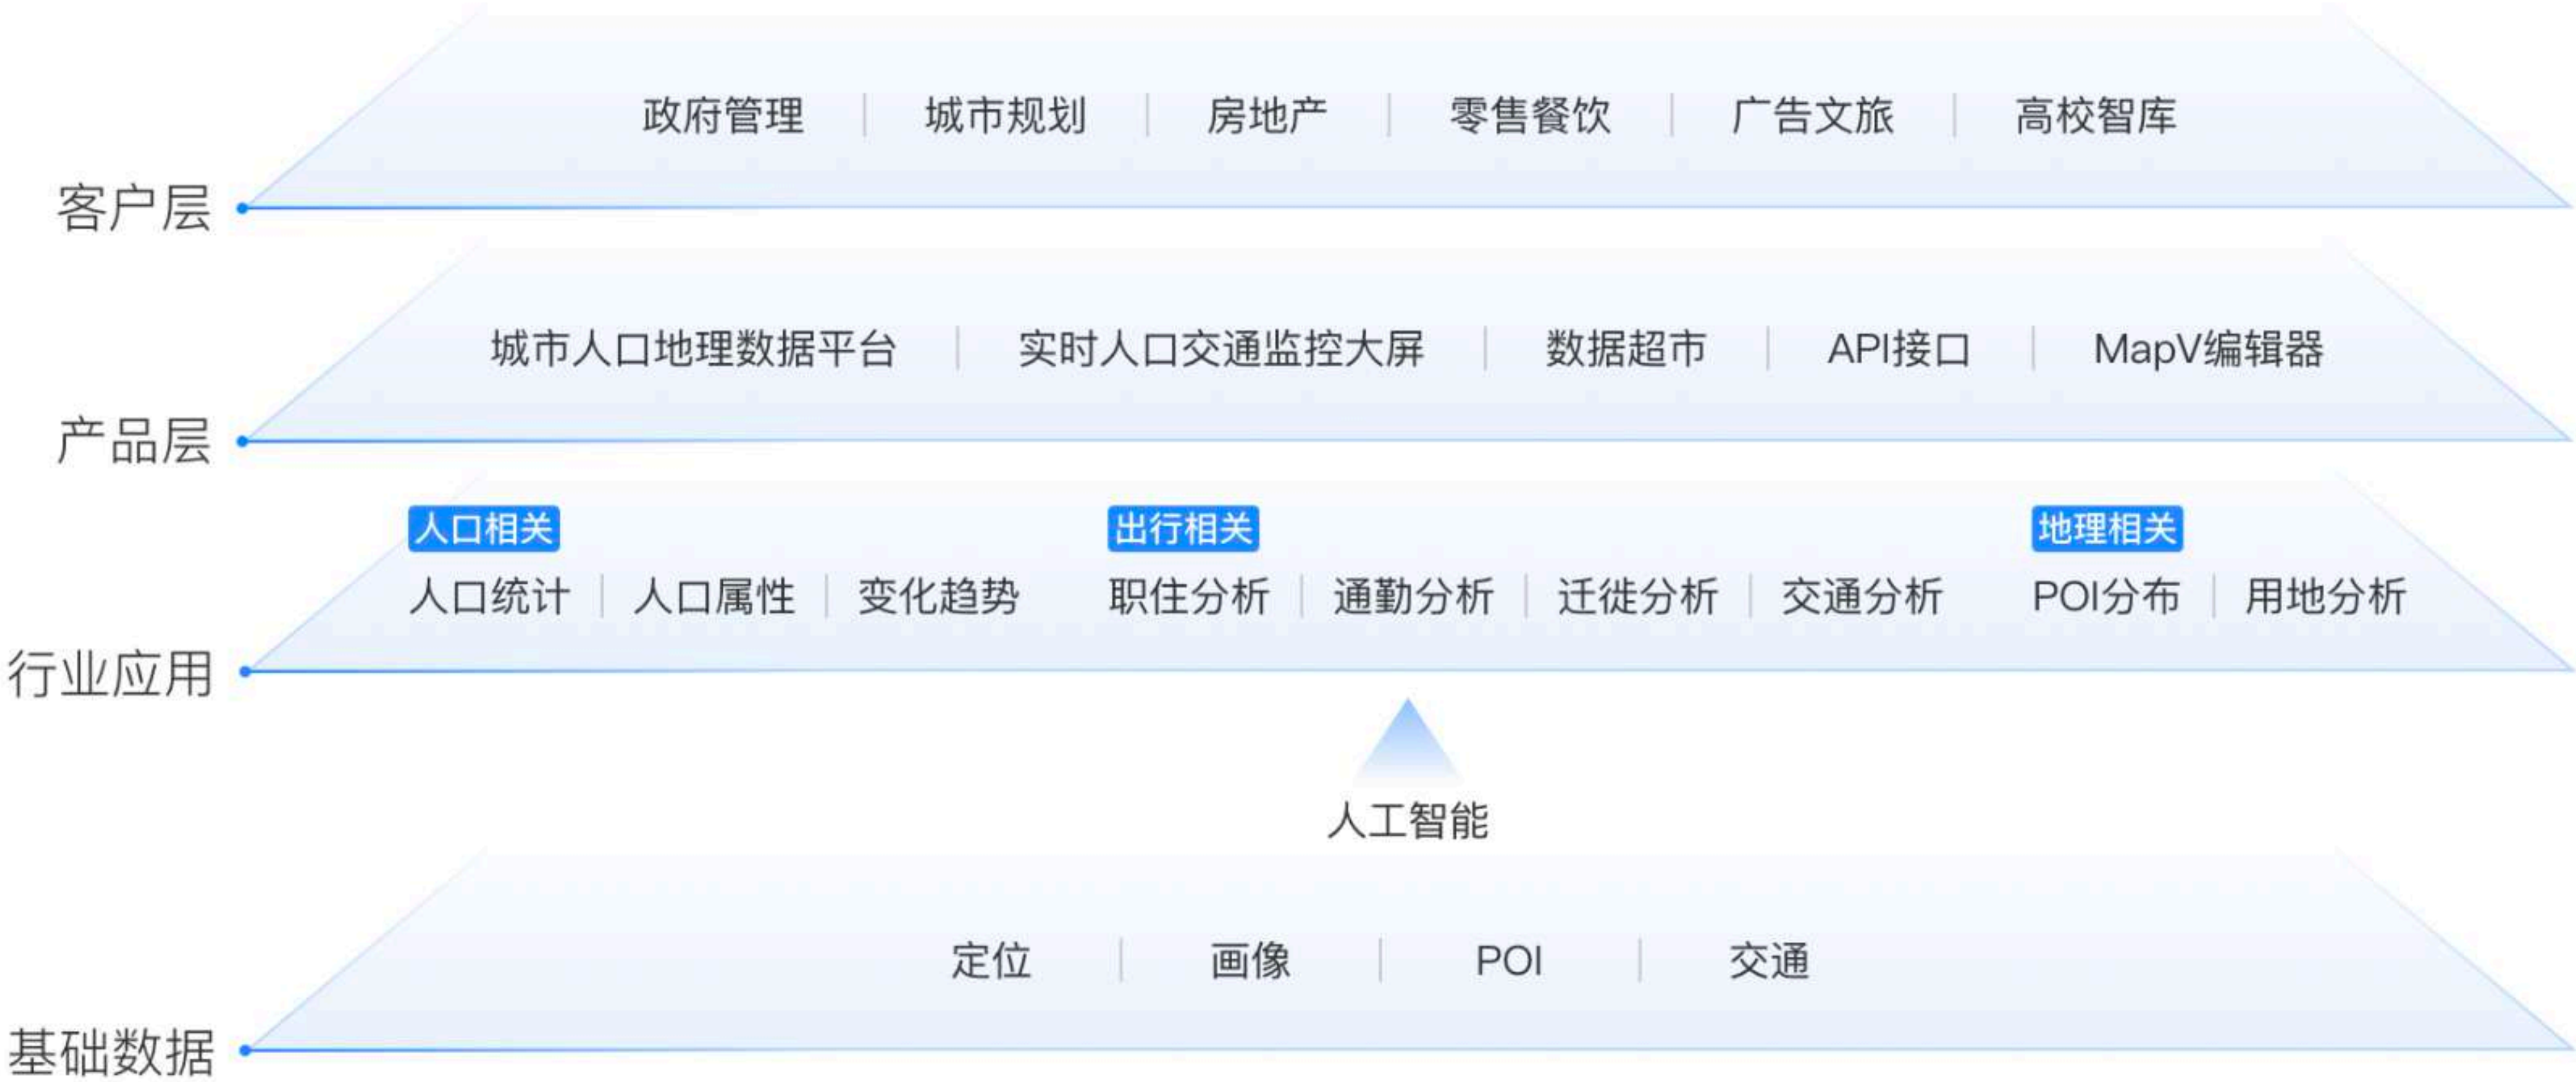 政府管理 城市规划 房地产 零售餐饮 广告文旅 高校智库
客户层
城市人口地理数据平台 实时人口交通监控大屏 数据超市 API接口 MapV编辑器
产品层
人口相关 出行相关 地理相关
人口统计 人口属性 变化趋势 职住分析 通勤分析 迁徙分析 交通分析 POI分布 用地分析
行业应用
人工智能
定位 画像 POI 交通
基础数据